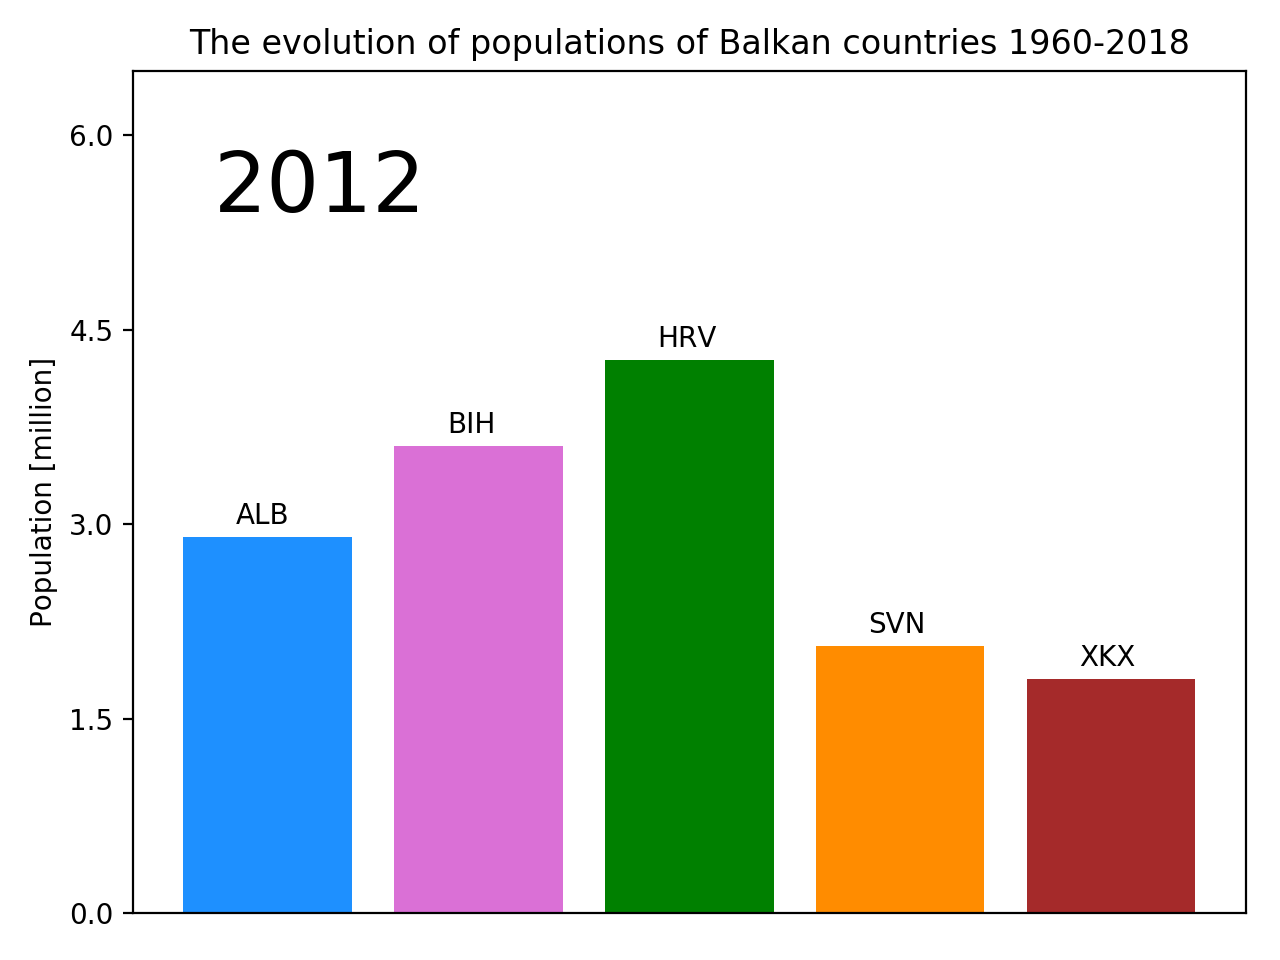 The evolution of populations of Balkan countries 1960-2018
6.0
2012
4.5
HRV
BIH
Population [million]
3.0
ALB
SVN
XKX
1.5
0.0